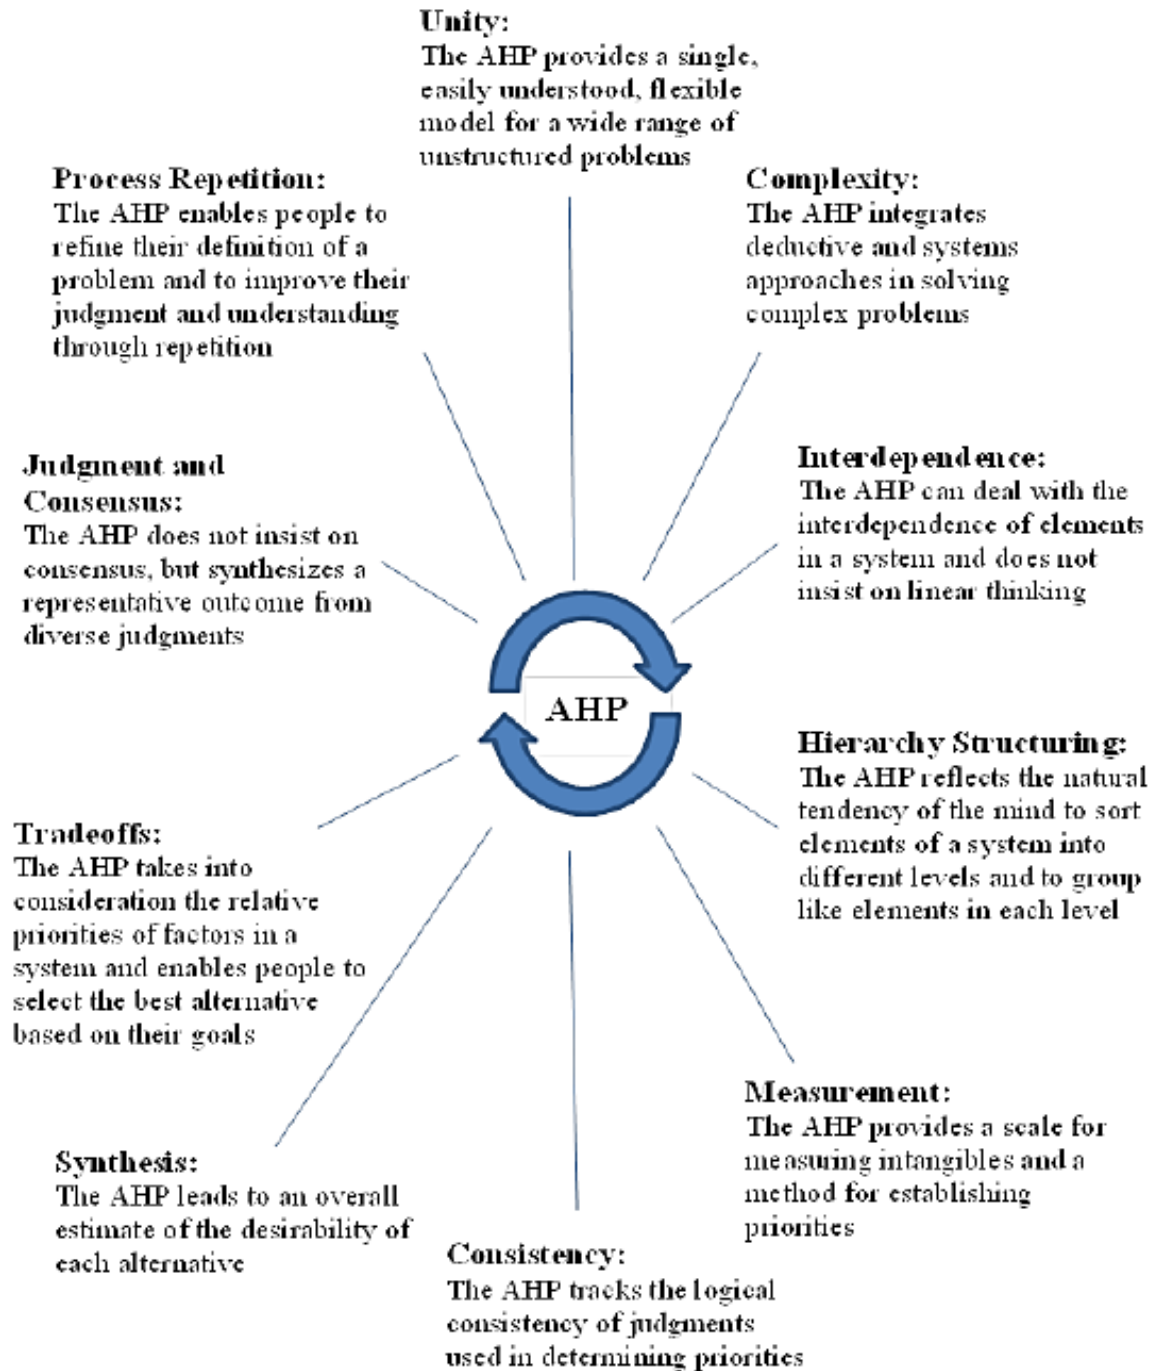 Unity:
The AHP provides a single,
easily understood, flexible
model for a wide range of
unstructured problems
Process Repetition:
The AHP enables people to
refine their definition of a
problem and to improve their
judgment and understanding
through repetition
Complexity:
The AHP integrates
deductive and systems
approaches in solving
complex problems
Judgment and
Consensus:
The AHP does not insist on
consensus, but synthesizes a
representative outcome from
diverse judgments
Interdependence:
The AHP can deal with the
interdependence of elements
in a system and does not
insist on linear thinking
AHP
Hierarchy Structuring:
The AHP reflects the natural
tendency of the mind to sort
elements of a system into
different levels and to group
like elements in each level
Tradeoffs:
The AHP takes into
consideration the relative
priorities of factors in a
system and enables people to
select the best alternative
based on their goals
Measurement:
The AHP provides a scale for
measuring intangibles and a
method for establishing
priorities
Synthesis:
The AHP leads to an overall
estimate of the desirability of
each alternative
Consistency:
The AHP tracks the logical
consistency of judgments
used in determining priorities